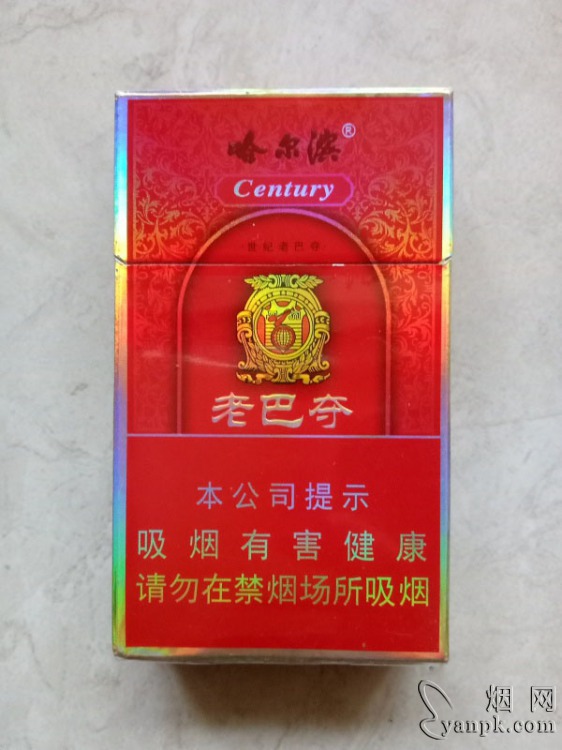 哈尔滨®
Century
·世纪老巴夺·
老巴夺
本公司提示
吸烟有害健康
请勿在禁烟场所吸烟
烟网
yanpk.com